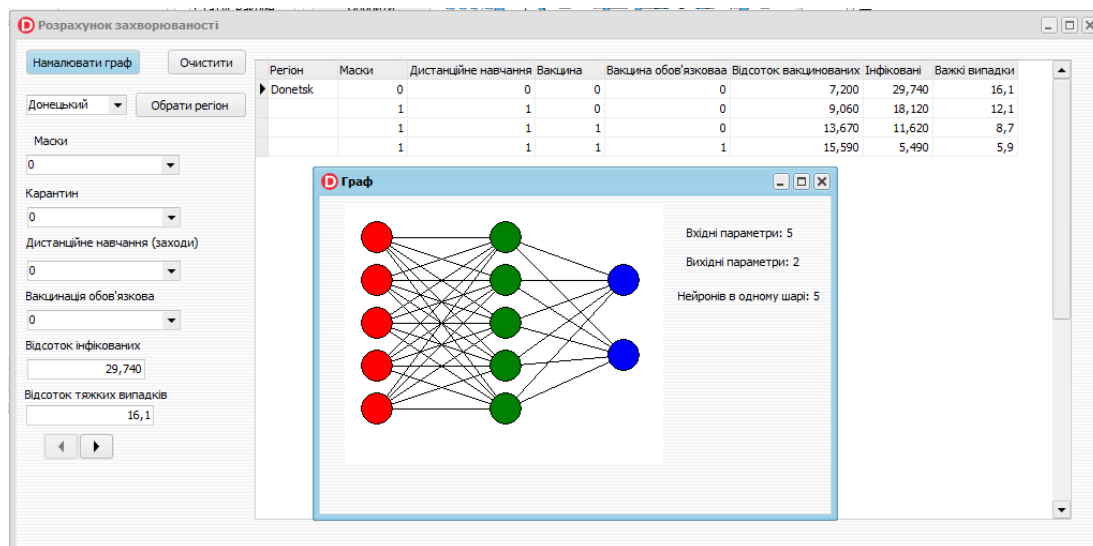 Розрахунок захворюваності
Намалювати граф Очистити
Донецький Обрати регіон
Маски
0
Карантин
0
Дистанційне навчання (заходи)
0
Вакцинація обов'язкова
0
Відсоток інфікованих
29,740
Відсоток тяжких випадків
16,1
Регіон Маски Дистанційне навчання Вакцина Вакцина обов'язковаа Відсоток вакцинованих Інфіковані Важкі випадки
Donetsk 0 0 0 0 7,200 29,740 16,1
1 1 0 0 9,060 18,120 12,1
1 1 1 0 13,670 11,620 8,7
1 1 1 1 15,590 5,490 5,9
Граф
Вхідні параметри: 5
Вихідні параметри: 2
Нейронів в одному шарі: 5